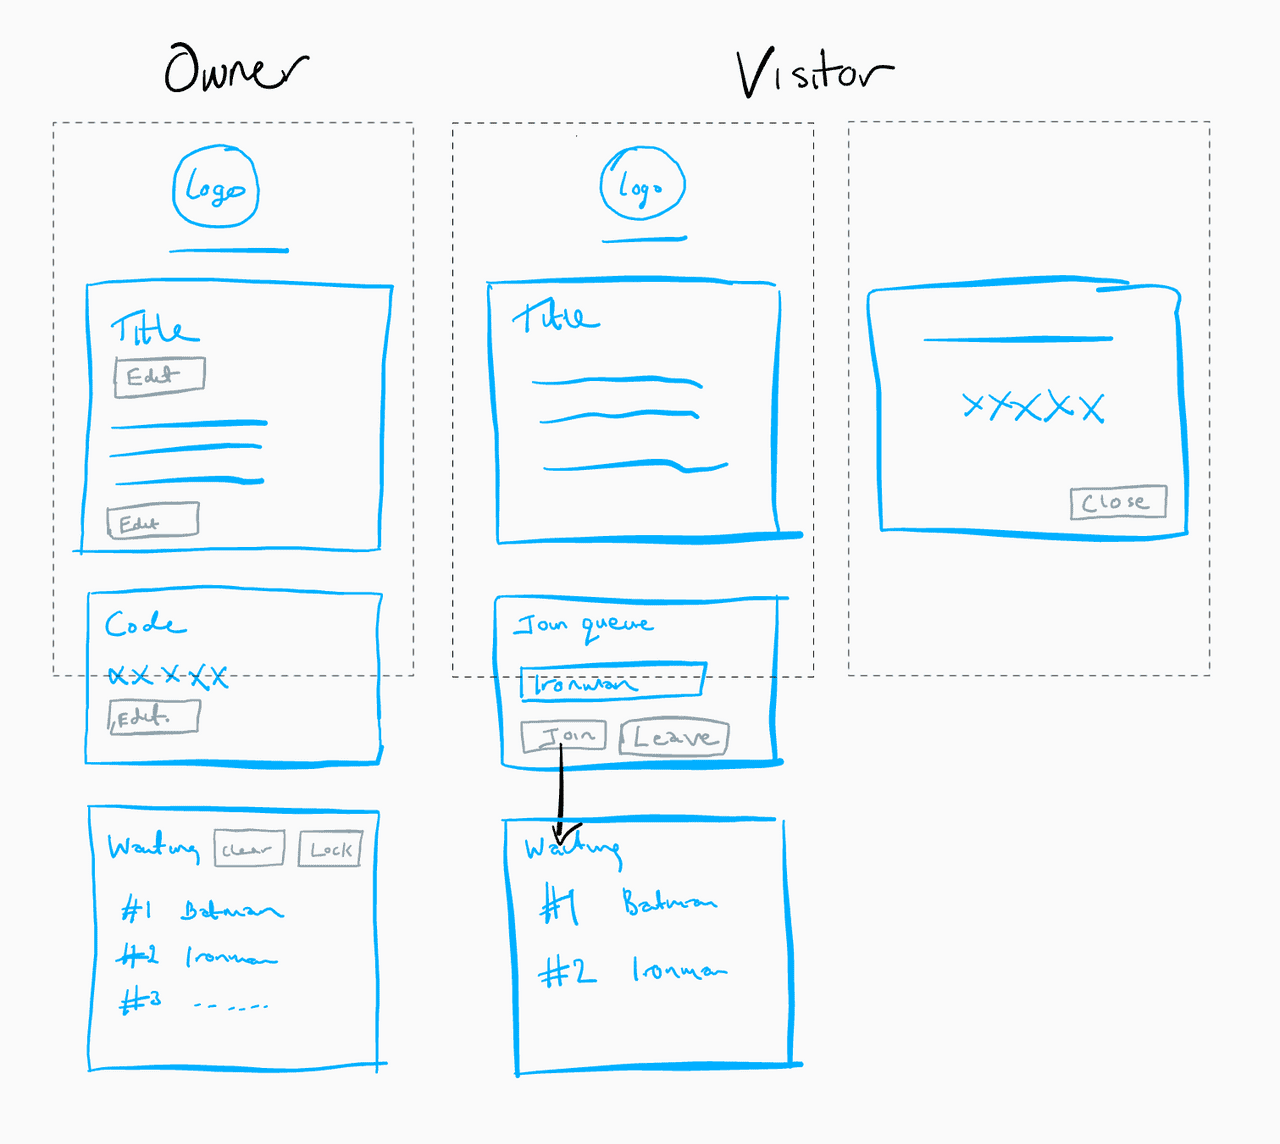 Owner
Visitor
Logo
Title
Edit
Edit
Code
XXXXX
Edit.
Waiting Clear Lock
#1 Batman
#2 Ironman
#3 ------
Logo
Title
Join queue
Ironman
Join Leave
Waiting
#1 Batman
#2 Ironman
XXXXX
Close